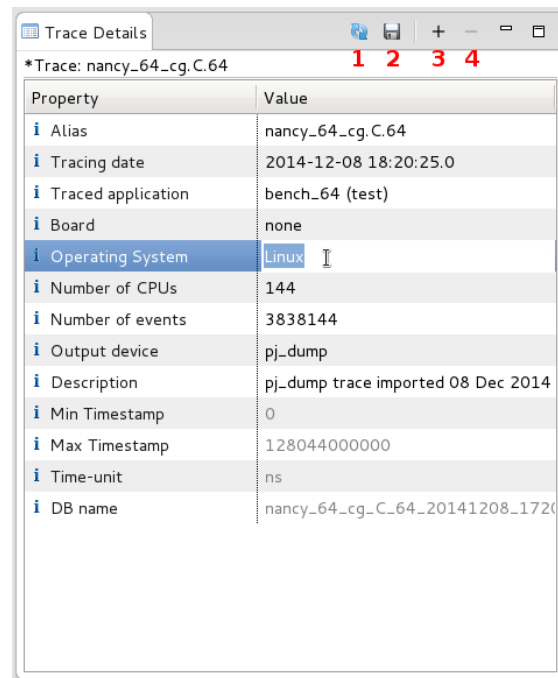 Trace Details
1 2 3 4
*Trace: nancy_64_cg.C.64
Property Value
i Alias nancy_64_cg.C.64
i Tracing date 2014-12-08 18:20:25.0
i Traced application bench_64 (test)
i Board none
i Operating System Linux
i Number of CPUs 144
i Number of events 3838144
i Output device pj_dump
i Description pj_dump trace imported 08 Dec 2014
i Min Timestamp 0
i Max Timestamp 128044000000
i Time-unit ns
i DB name nancy_64_cg_C_64_20141208_1720